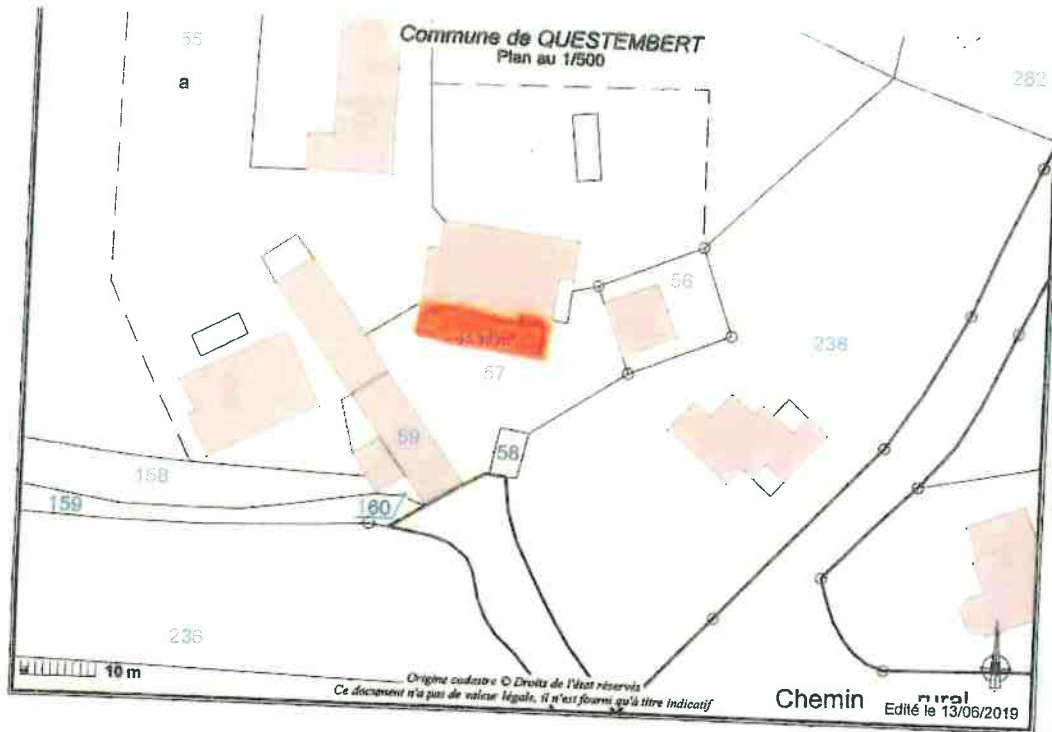 Commune de QUESTEMBERT
Plan au 1/500
55
a
282
56
238
57
59
58
158
159
160
236
10 m
Origine cadastre © Droits de l'état réservés
Ce document n'a pas de valeur légale, il n'est fourni qu'à titre indicatif
Chemin rural
Edité le 13/06/2019